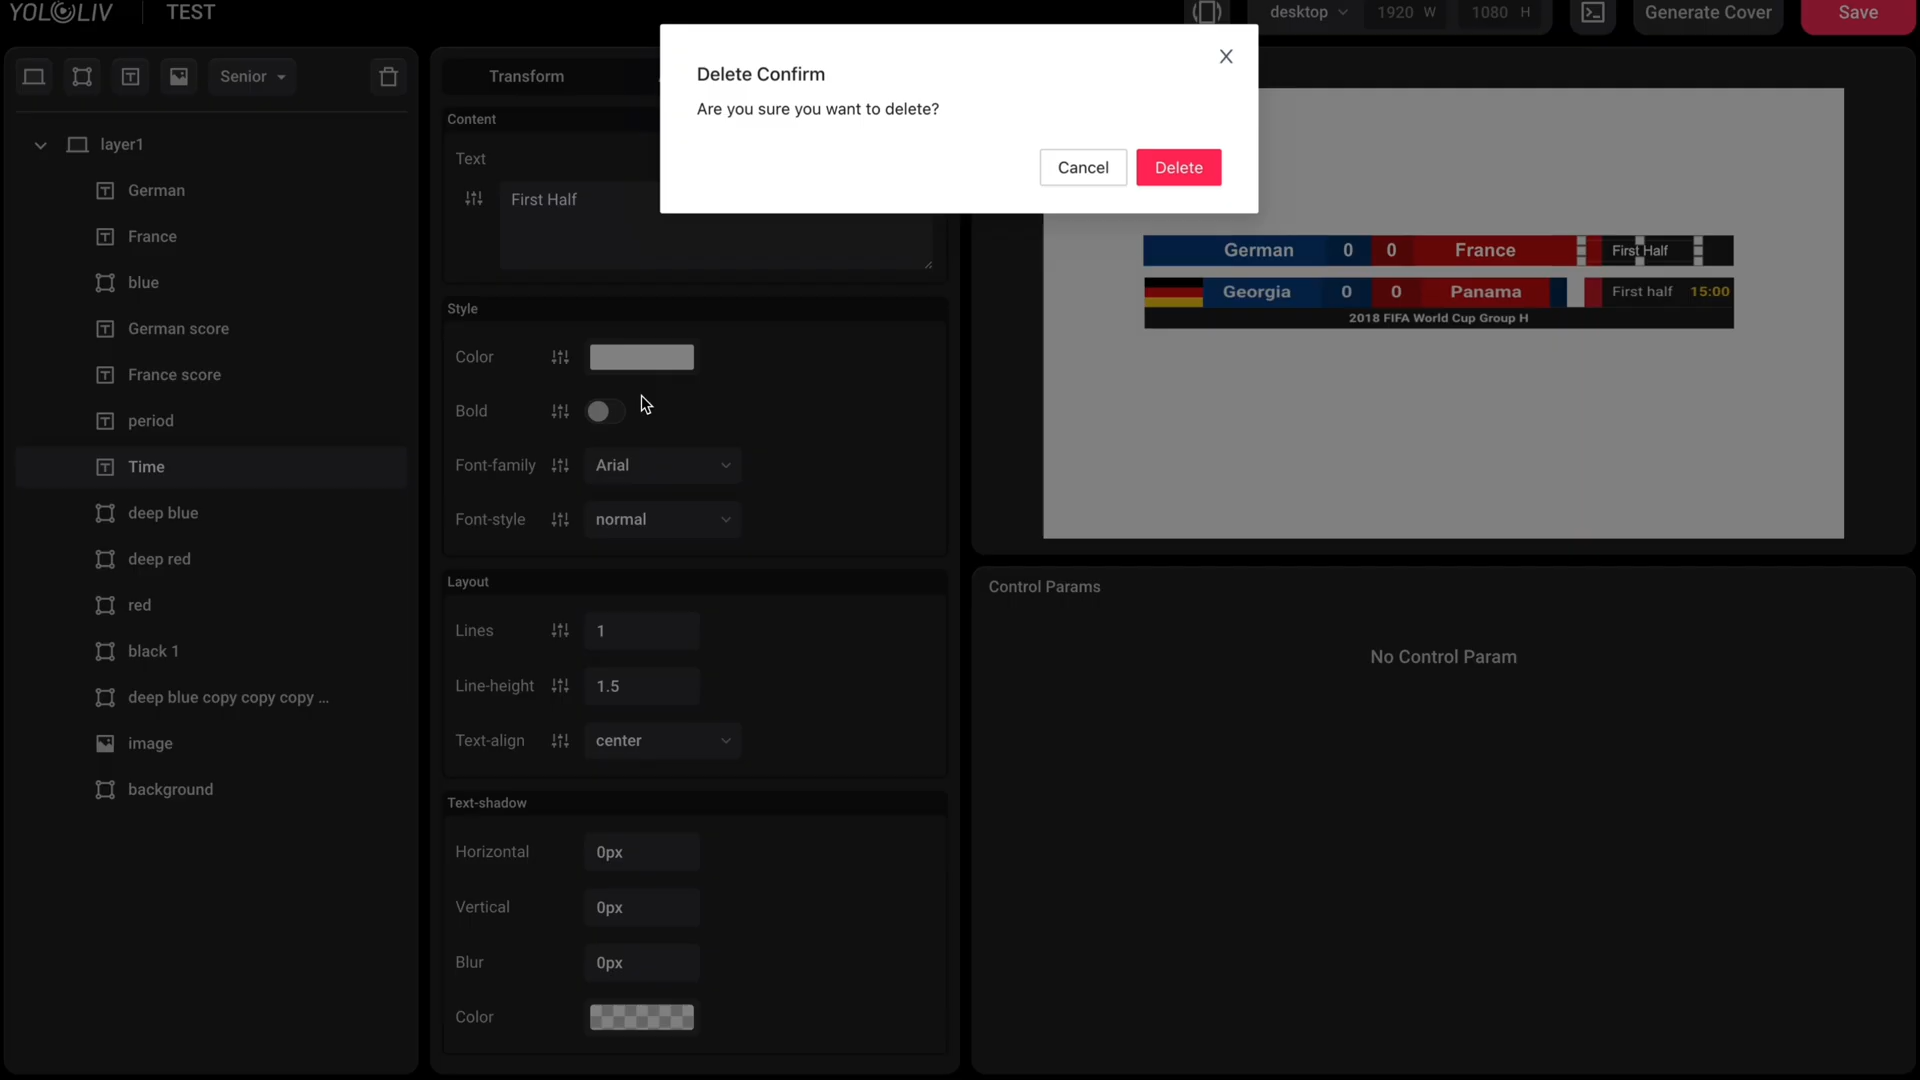 YOLOLIV
TEST
desktop
1920 W
1080 H
Generate Cover
Save
Senior
layer1
German
France
blue
German score
France score
period
Time
deep blue
deep red
red
black 1
deep blue copy copy copy ...
image
background
Transform
Content
Text
First Half
Style
Color
Bold
Font-family
Arial
Font-style
normal
Layout
Lines
1
Line-height
1.5
Text-align
center
Text-shadow
Horizontal
0px
Vertical
0px
Blur
0px
Color
Delete Confirm
Are you sure you want to delete?
Cancel
Delete
German 0 0 France First Half
Georgia 0 0 Panama First half 15:00
2018 FIFA World Cup Group H
Control Params
No Control Param